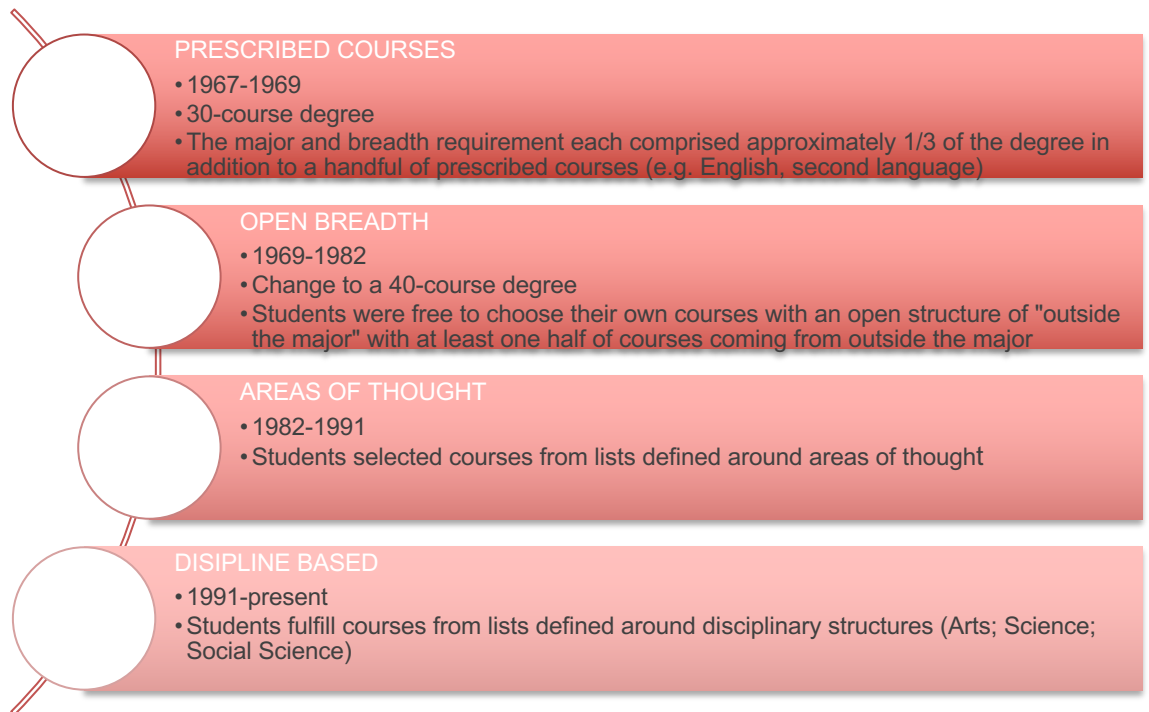 PRESCRIBED COURSES
• 1967-1969
• 30-course degree
• The major and breadth requirement each comprised approximately 1/3 of the degree in
addition to a handful of prescribed courses (e.g. English, second language)
OPEN BREADTH
• 1969-1982
• Change to a 40-course degree
• Students were free to choose their own courses with an open structure of "outside
the major" with at least one half of courses coming from outside the major
AREAS OF THOUGHT
• 1982-1991
• Students selected courses from lists defined around areas of thought
DISIPLINE BASED
• 1991-present
• Students fulfill courses from lists defined around disciplinary structures (Arts; Science;
Social Science)